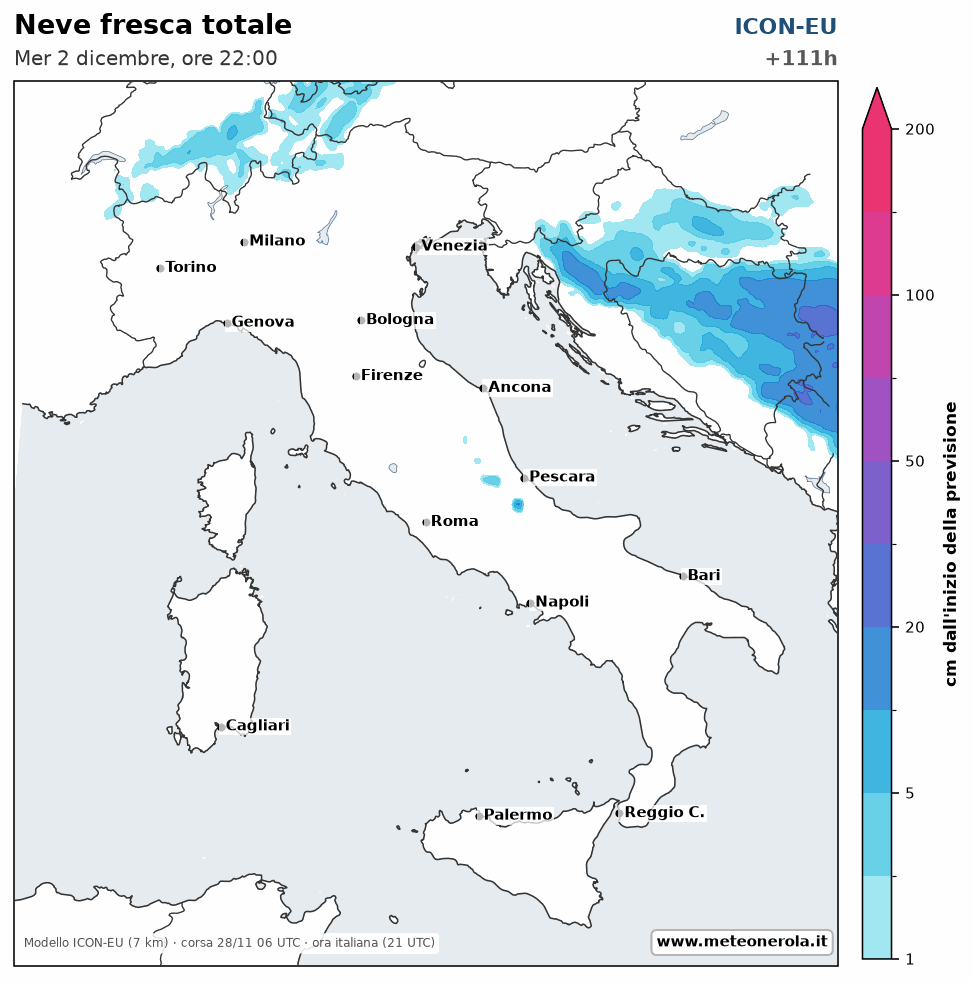 Neve fresca totale
ICON-EU
Mer 2 dicembre, ore 22:00
+111h
200
Milano
Venezia
Torino
100
Genova
Bologna
Firenze
Ancona
50
Pescara
Roma
Bari
Napoli
20
cm dall'inizio della previsione
Cagliari
5
Palermo
Reggio C.
Modello ICON-EU (7 km) · corsa 28/11 06 UTC · ora italiana (21 UTC)
www.meteonerola.it
1